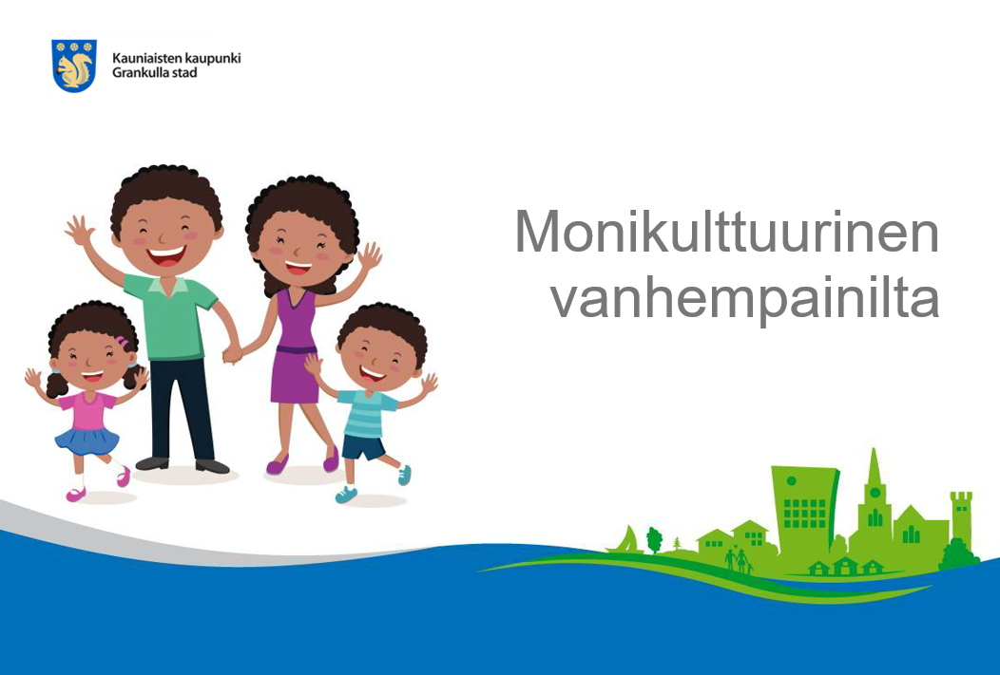 Kauniaisten kaupunki
Grankulla stad
Monikulttuurinen
vanhempainilta